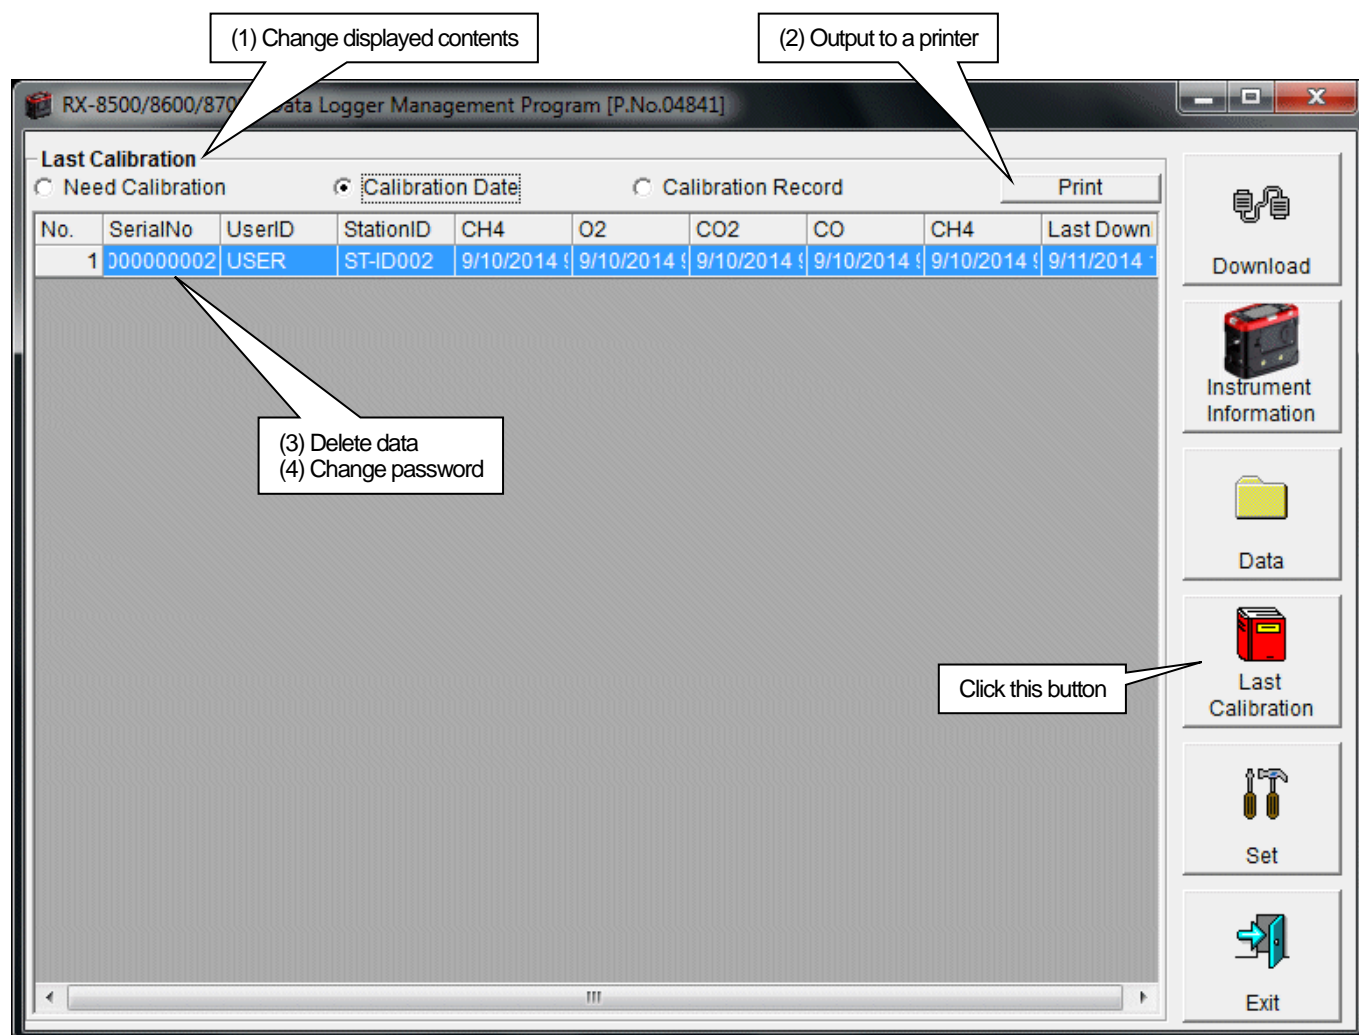 (1) Change displayed contents
(2) Output to a printer
RX-8500/8600/870 Data Logger Management Program [P.No.04841]
Last Calibration
Need Calibration
Calibration Date
Calibration Record
Print
No. SerialNo UserID StationID CH4 O2 CO2 CO CH4 Last Down
1 000000002 USER ST-ID002 9/10/2014 9/10/2014 9/10/2014 9/10/2014 9/10/2014 9/11/2014
(3) Delete data
(4) Change password
Click this button
Download
Instrument
Information
Data
Last
Calibration
Set
Exit